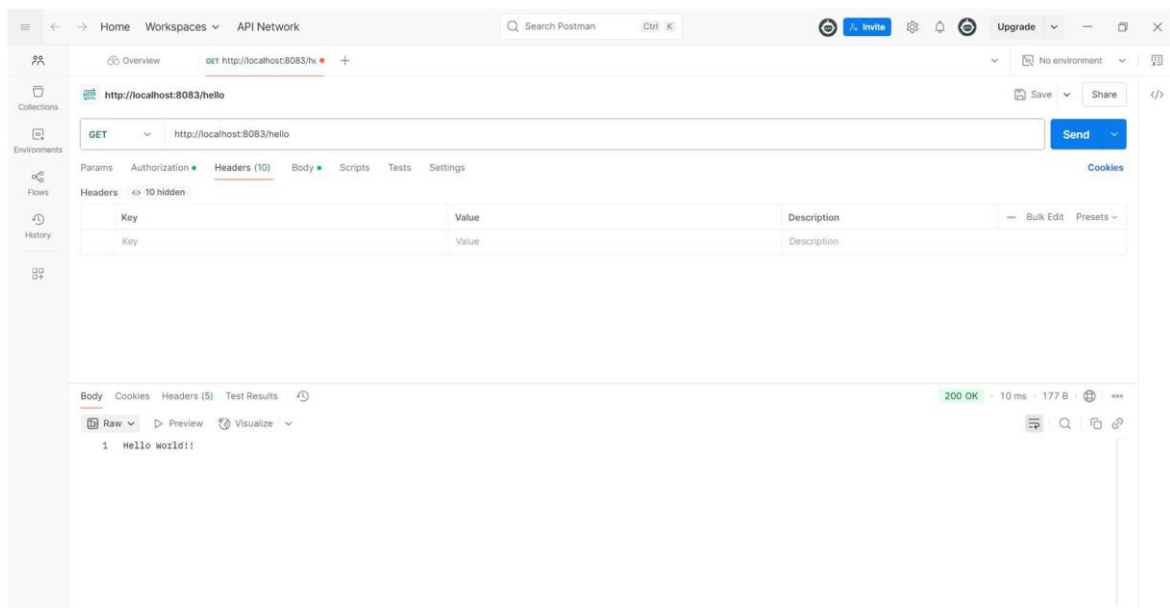 Home Workspaces API Network Search Postman Ctrl K Invite Upgrade
Overview GET http://localhost:8083/he No environment
http://localhost:8083/hello Save Share
Collections
GET http://localhost:8083/hello Send
Environments
Params Authorization Headers (10) Body Scripts Tests Settings Cookies
Flows
Headers 10 hidden
Key Value Description Bulk Edit Presets
History
Key Value Description
Body Cookies Headers (5) Test Results 200 OK 10 ms 177 B
Raw Preview Visualize
1 Hello World!!